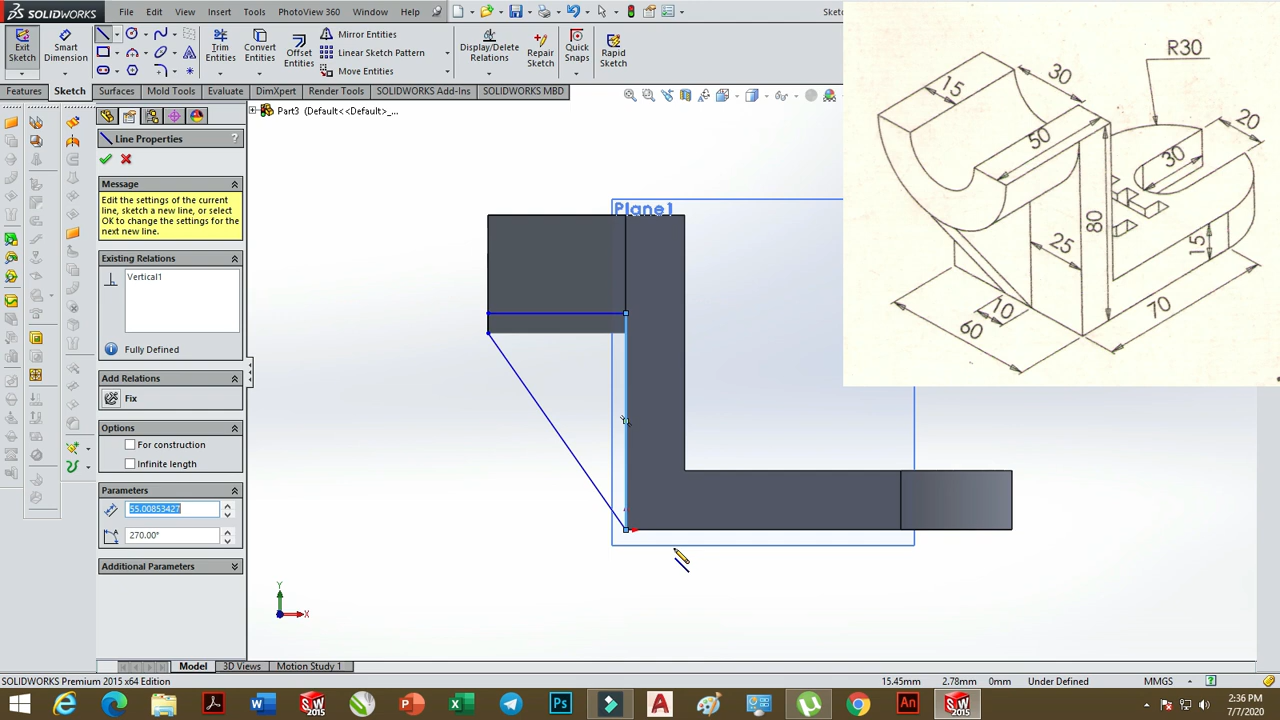 SOLIDWORKS
File Edit View Insert Tools PhotoView 360 Window Help
Exit Sketch
Smart Dimension
Trim Entities
Convert Entities
Offset Entities
Mirror Entities
Linear Sketch Pattern
Move Entities
Display/Delete Relations
Repair Sketch
Quick Snaps
Rapid Sketch
Features Sketch Surfaces Mold Tools Evaluate DimXpert Render Tools SOLIDWORKS Add-Ins SOLIDWORKS MBD
Part3 (Default<<Default>_...
Line Properties ?
Message
Edit the settings of the current
line, sketch a new line, or select
OK to change the settings for the
next new line.
Existing Relations
Vertical1
Fully Defined
Add Relations
Fix
Options
For construction
Infinite length
Parameters
55.00853427
270.00°
Additional Parameters
Plane1
Y
X
R30
30
15
20
50
30
80
25
15
10
70
60
Model 3D Views Motion Study 1
SOLIDWORKS Premium 2015 x64 Edition 15.45mm 2.78mm 0mm Under Defined MMGS
2:36 PM
7/7/2020